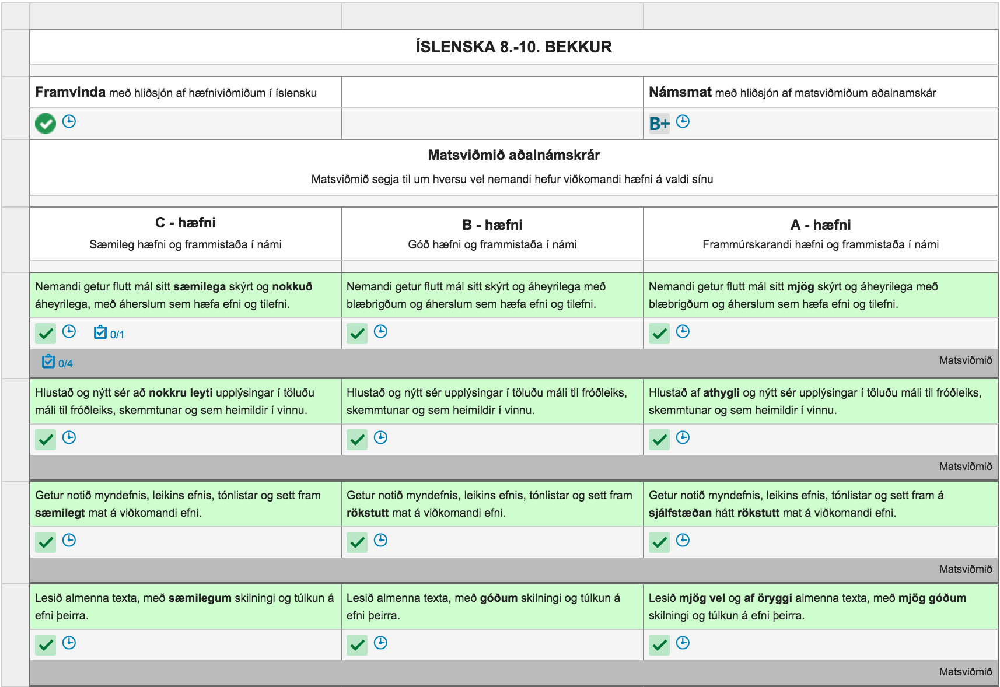 ÍSLENSKA 8.-10. BEKKUR
Framvinda með hliðsjón af hæfniviðmiðum í íslensku
Námsmat með hliðsjón af matsviðmiðum aðalnamskár
B+
Matsviðmið aðalnámskrár
Matsviðmið segja til um hversu vel nemandi hefur viðkomandi hæfni á valdi sínu
C - hæfni
Sæmileg hæfni og frammistaða í námi
B - hæfni
Góð hæfni og frammistaða í námi
A - hæfni
Frammúrskarandi hæfni og frammistaða í námi
Nemandi getur flutt mál sitt sæmilega skýrt og nokkuð
áheyrilega, með áherslum sem hæfa efni og tilefni.
Nemandi getur flutt mál sitt skýrt og áheyrilega með
blæbrigðum og áherslum sem hæfa efni og tilefni.
Nemandi getur flutt mál sitt mjög skýrt og áheyrilega með
blæbrigðum og áherslum sem hæfa efni og tilefni.
0/1
0/4
Matsviðmið
Hlustað og nýtt sér að nokkru leyti upplýsingar í töluðu
máli til fróðleiks, skemmtunar og sem heimildir í vinnu.
Hlustað og nýtt sér upplýsingar í töluðu máli til fróðleiks,
skemmtunar og sem heimildir í vinnu.
Hlustað af athygli og nýtt sér upplýsingar í töluðu máli til fróðleiks,
skemmtunar og sem heimildir í vinnu.
Matsviðmið
Getur notið myndefnis, leikins efnis, tónlistar og sett fram
sæmilegt mat á viðkomandi efni.
Getur notið myndefnis, leikins efnis, tónlistar og sett fram
rökstutt mat á viðkomandi efni.
Getur notið myndefnis, leikins efnis, tónlistar og sett fram á
sjálfstæðan hátt rökstutt mat á viðkomandi efni.
Matsviðmið
Lesið almenna texta, með sæmilegum skilningi og túlkun á
efni þeirra.
Lesið almenna texta, með góðum skilningi og túlkun á
efni þeirra.
Lesið mjög vel og af öryggi almenna texta, með mjög góðum
skilningi og túlkun á efni þeirra.
Matsviðmið